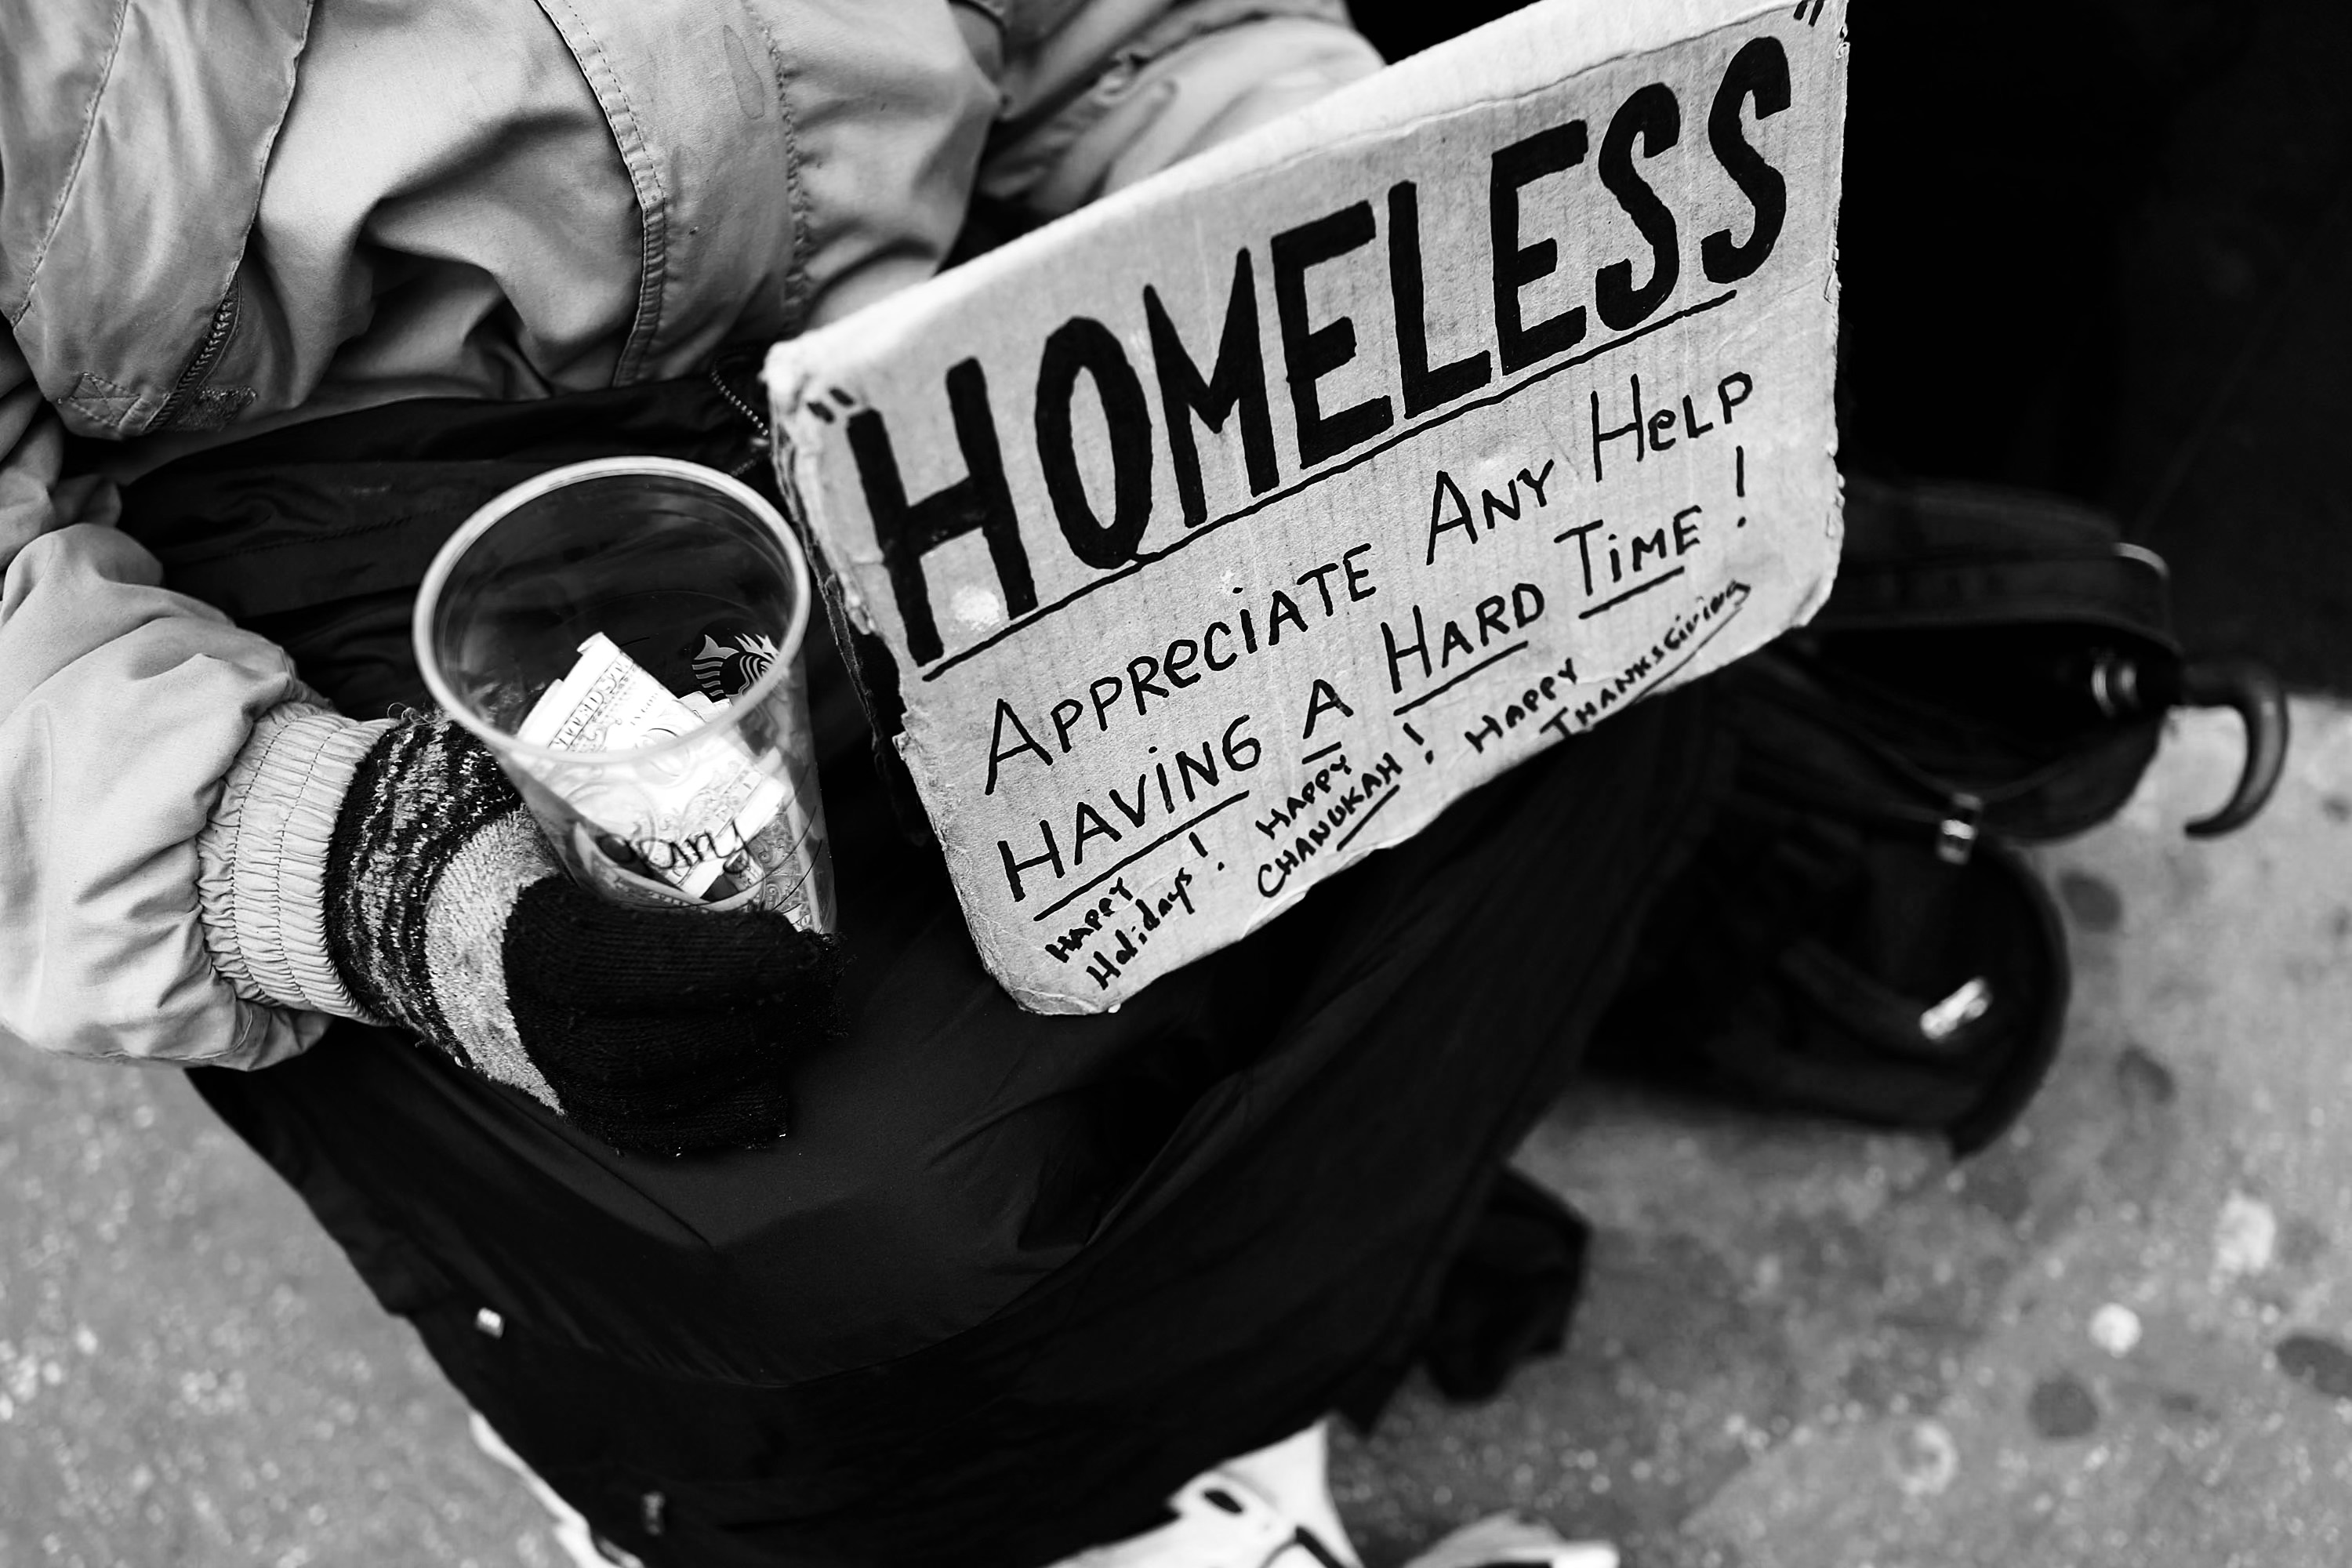 "HOMELESS"
APPReCiATE ANY HeLP
HAViNG A HARD TiME!
HAPPY
Holidays!
HAPPY
CHANUKAH!
HAPPY
THANKSGiving